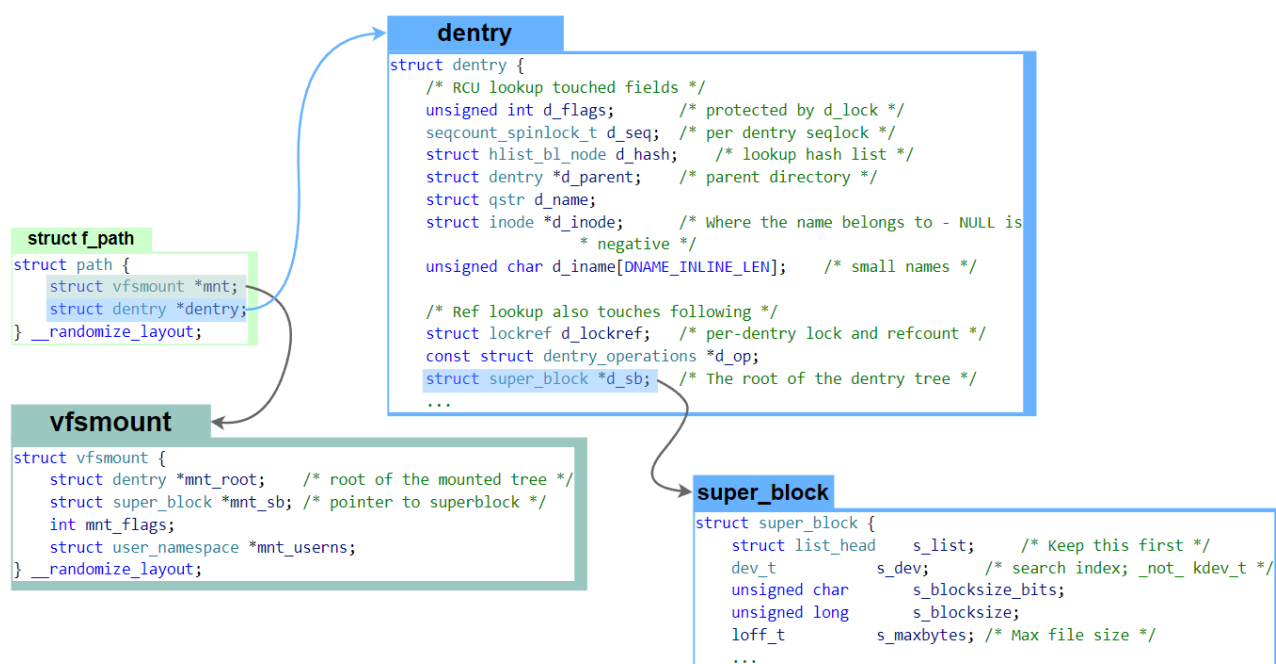 dentry
struct dentry {
/* RCU lookup touched fields */
unsigned int d_flags; /* protected by d_lock */
seqcount_spinlock_t d_seq; /* per dentry seqlock */
struct hlist_bl_node d_hash; /* lookup hash list */
struct dentry *d_parent; /* parent directory */
struct qstr d_name;
struct inode *d_inode; /* Where the name belongs to - NULL is
* negative */
unsigned char d_iname[DNAME_INLINE_LEN]; /* small names */
/* Ref lookup also touches following */
struct lockref d_lockref; /* per-dentry lock and refcount */
const struct dentry_operations *d_op;
struct super_block *d_sb; /* The root of the dentry tree */
...
struct f_path
struct path {
struct vfsmount *mnt;
struct dentry *dentry;
} __randomize_layout;
vfsmount
struct vfsmount {
struct dentry *mnt_root; /* root of the mounted tree */
struct super_block *mnt_sb; /* pointer to superblock */
int mnt_flags;
struct user_namespace *mnt_userns;
} __randomize_layout;
super_block
struct super_block {
struct list_head s_list; /* Keep this first */
dev_t s_dev; /* search index; _not_ kdev_t */
unsigned char s_blocksize_bits;
unsigned long s_blocksize;
loff_t s_maxbytes; /* Max file size */
...